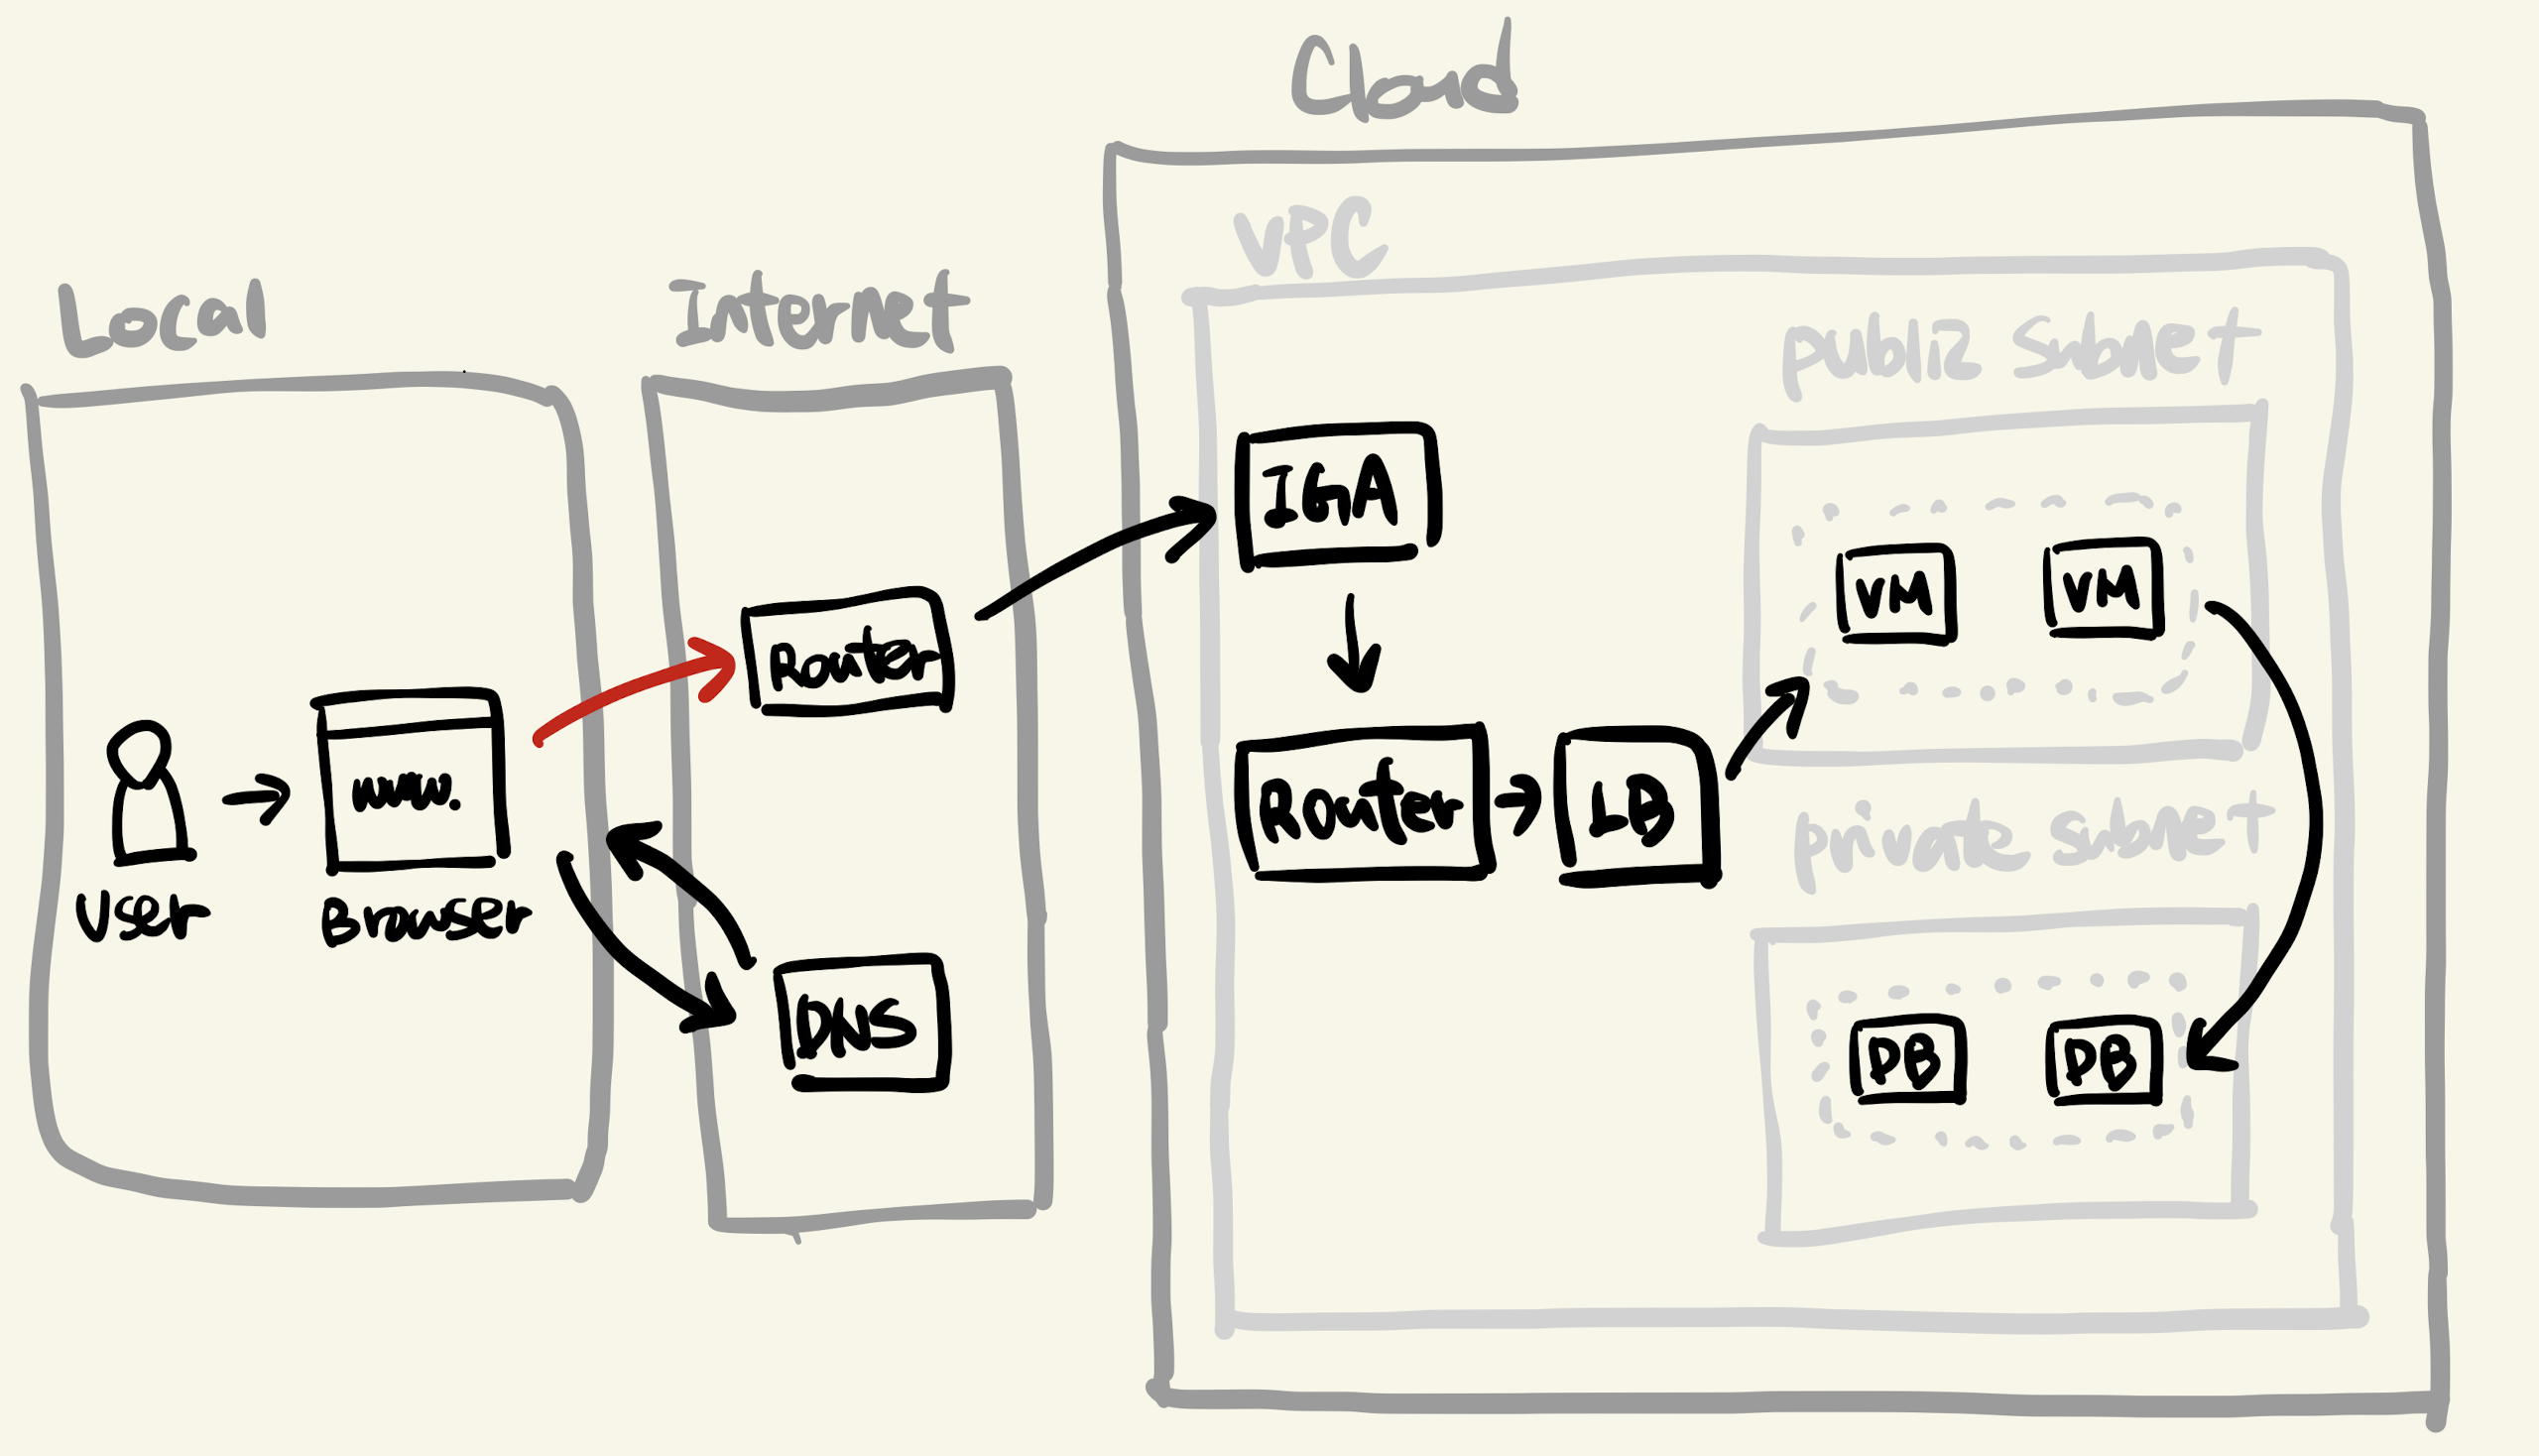 Cloud
VPC
Local
Internet
public subnet
IGA
VM
VM
Router
www.
User
Browser
Router
LB
private subnet
DNS
DB
DB